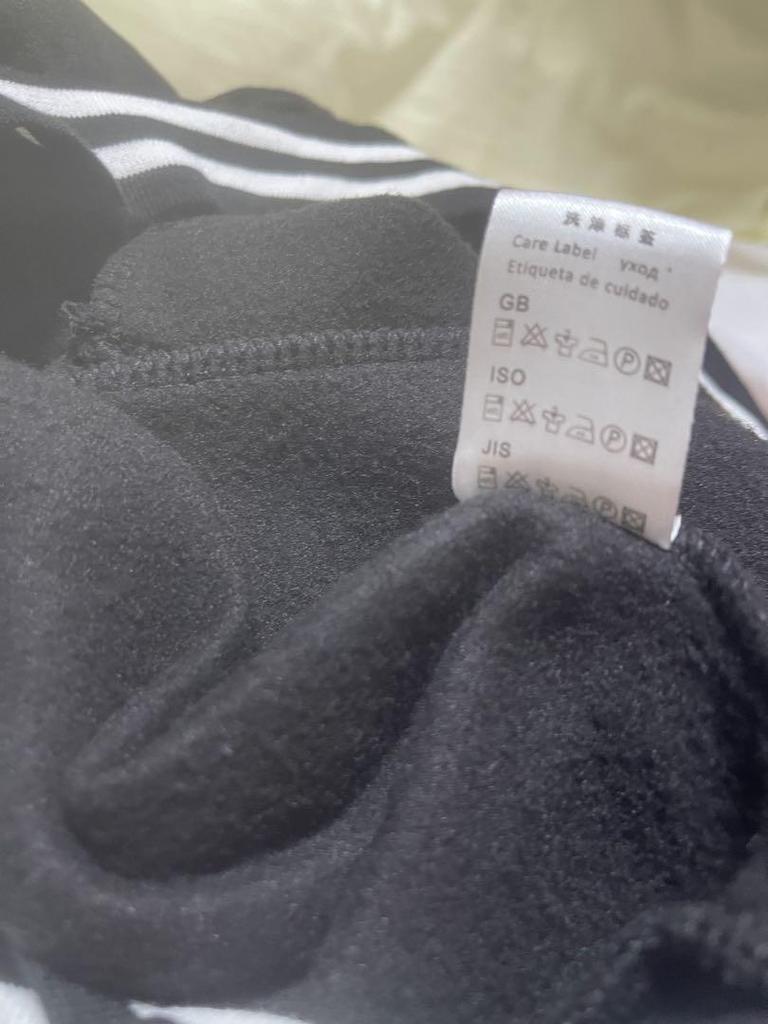 洗涤标签
Care Label уход
Etiqueta de cuidado
GB
P
ISO
P
JIS
P